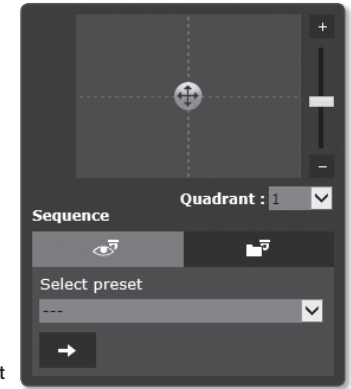 +
−
Quadrant : 1
Sequence
Select preset
---
t